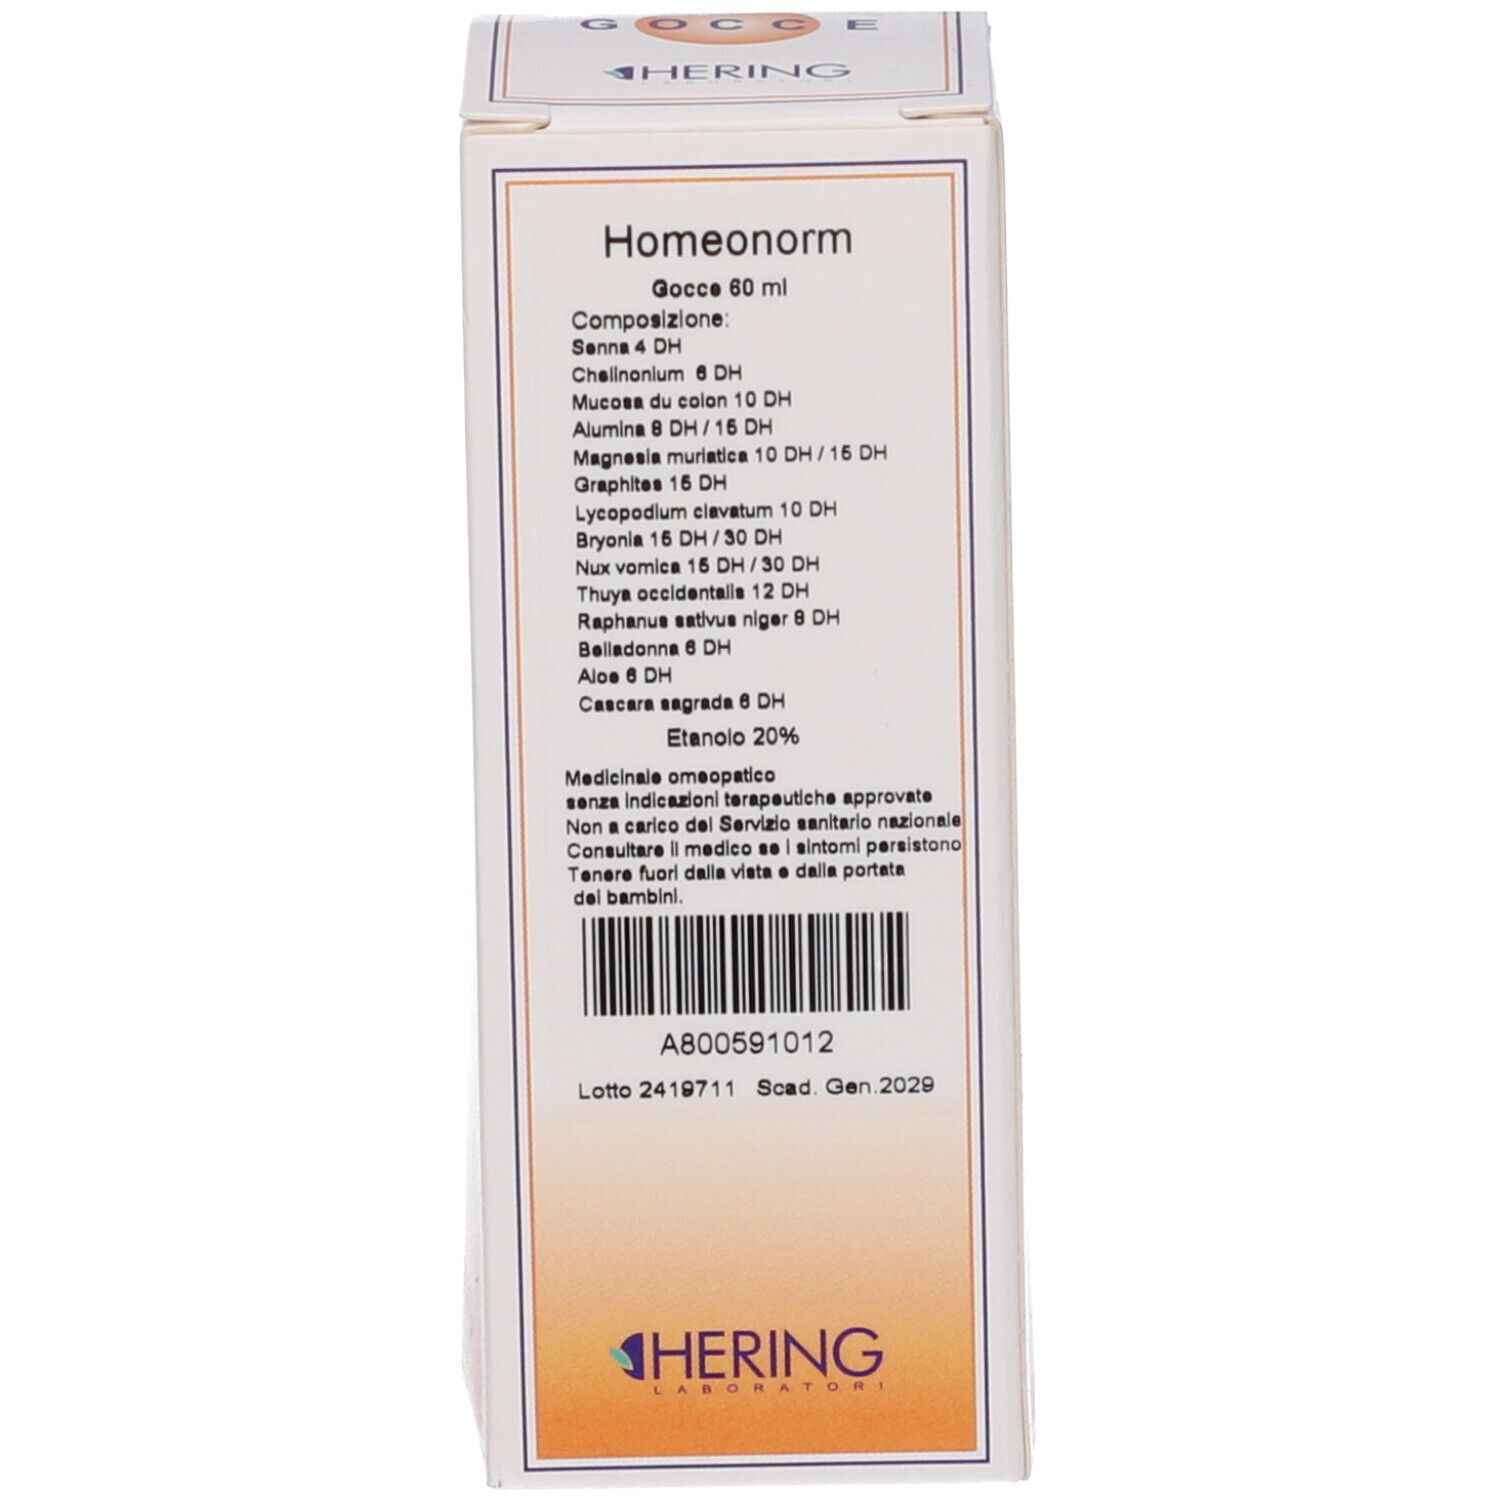 GOCCE
HERING
LABORATORI
Homeonorm
Gocce 60 ml
Composizione:
Senna 4 DH
Chelinonium 6 DH
Mucosa du colon 10 DH
Alumina 8 DH / 15 DH
Magnesia muriatica 10 DH / 15 DH
Graphites 15 DH
Lycopodium clavatum 10 DH
Bryonia 15 DH / 30 DH
Nux vomica 15 DH / 30 DH
Thuya occidentalis 12 DH
Raphanus sativus niger 8 DH
Belladonna 6 DH
Aloe 6 DH
Cascara sagrada 6 DH
Etanolo 20%
Medicinale omeopatico
senza indicazioni terapeutiche approvate
Non a carico del Servizio sanitario nazionale
Consultare il medico se i sintomi persistono
Tenere fuori dalla vista e dalla portata
dei bambini.
A800591012
Lotto 2419711 Scad. Gen.2029
HERING
LABORATORI